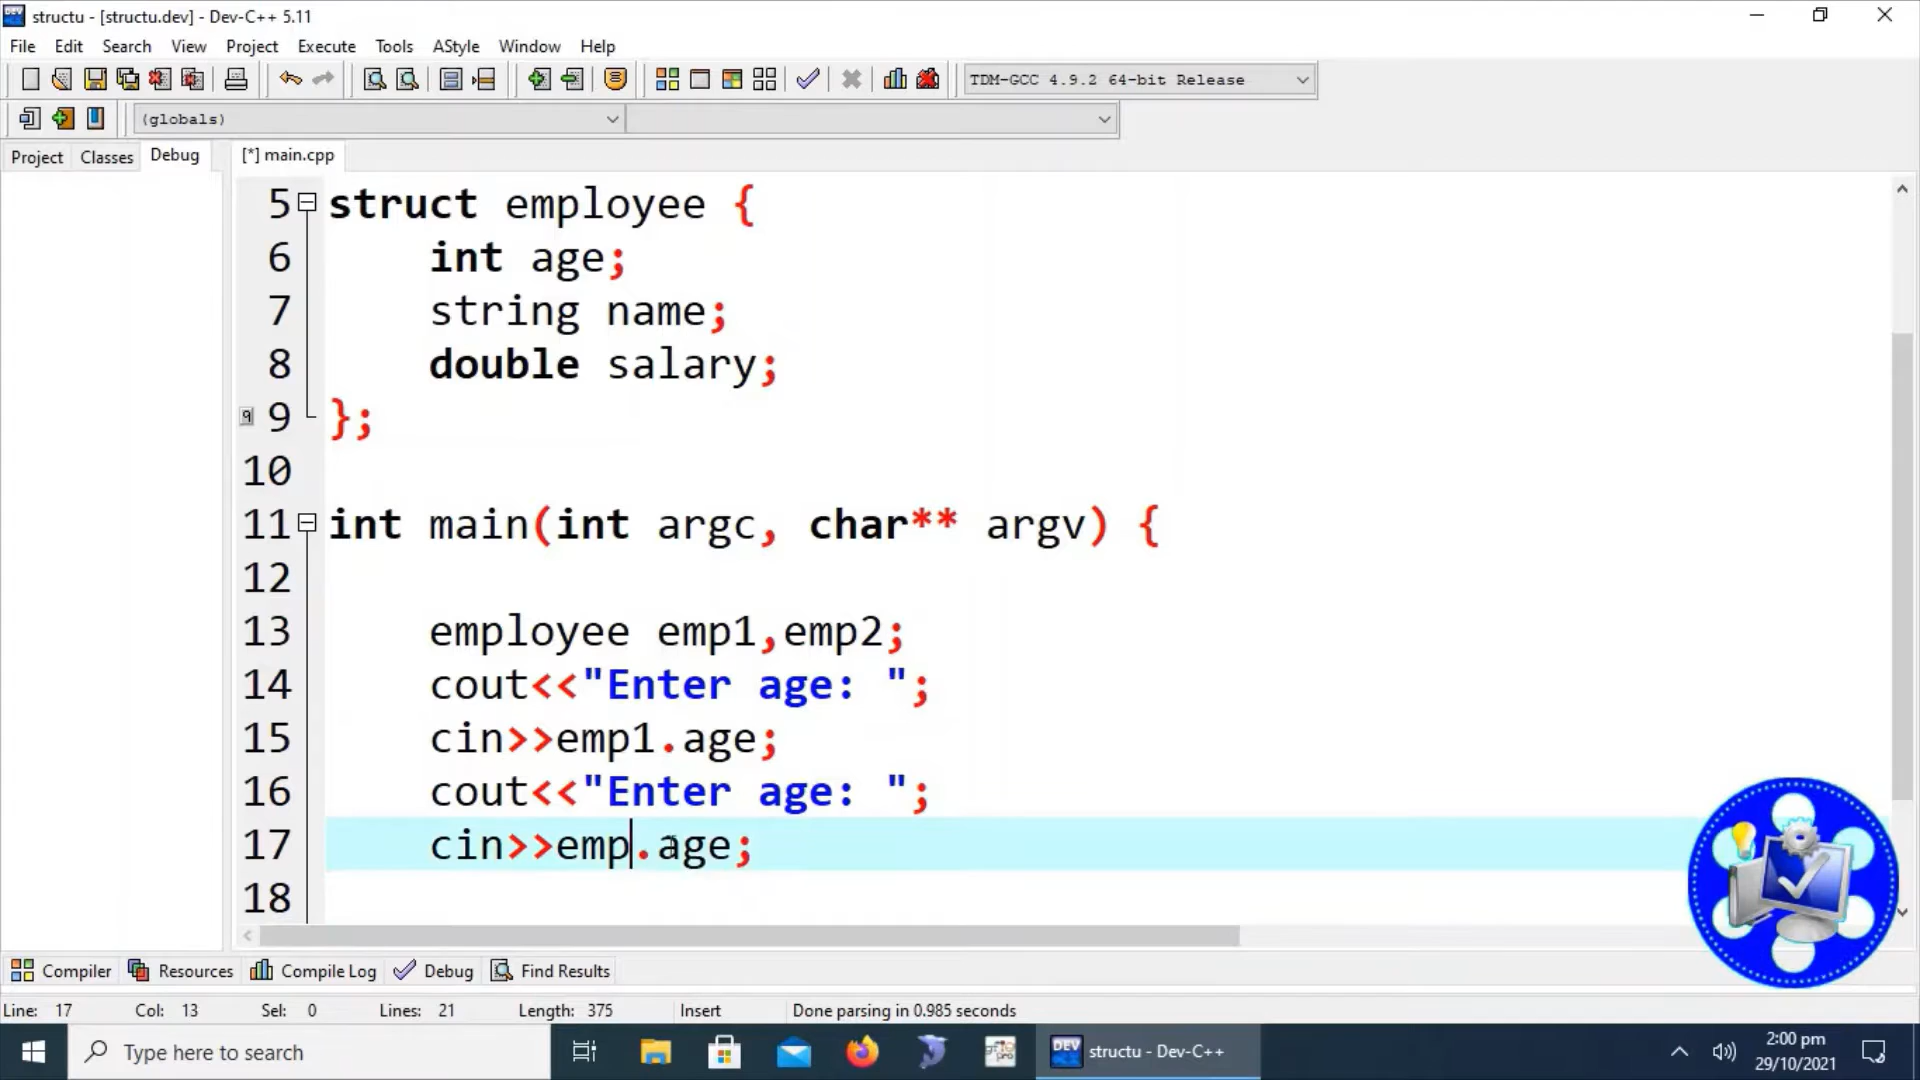 structu - [structu.dev] - Dev-C++ 5.11
File Edit Search View Project Execute Tools AStyle Window Help
TDM-GCC 4.9.2 64-bit Release
(globals)
Project Classes Debug [*] main.cpp
5 struct employee {
6 int age;
7 string name;
8 double salary;
9 };
10
11 int main(int argc, char** argv) {
12
13 employee emp1,emp2;
14 cout<<"Enter age: ";
15 cin>>emp1.age;
16 cout<<"Enter age: ";
17 cin>>emp.age;
18
Compiler Resources Compile Log Debug Find Results
Line: 17 Col: 13 Sel: 0 Lines: 21 Length: 375 Insert Done parsing in 0.985 seconds
Type here to search
DEV structu - Dev-C++
2:00 pm
29/10/2021